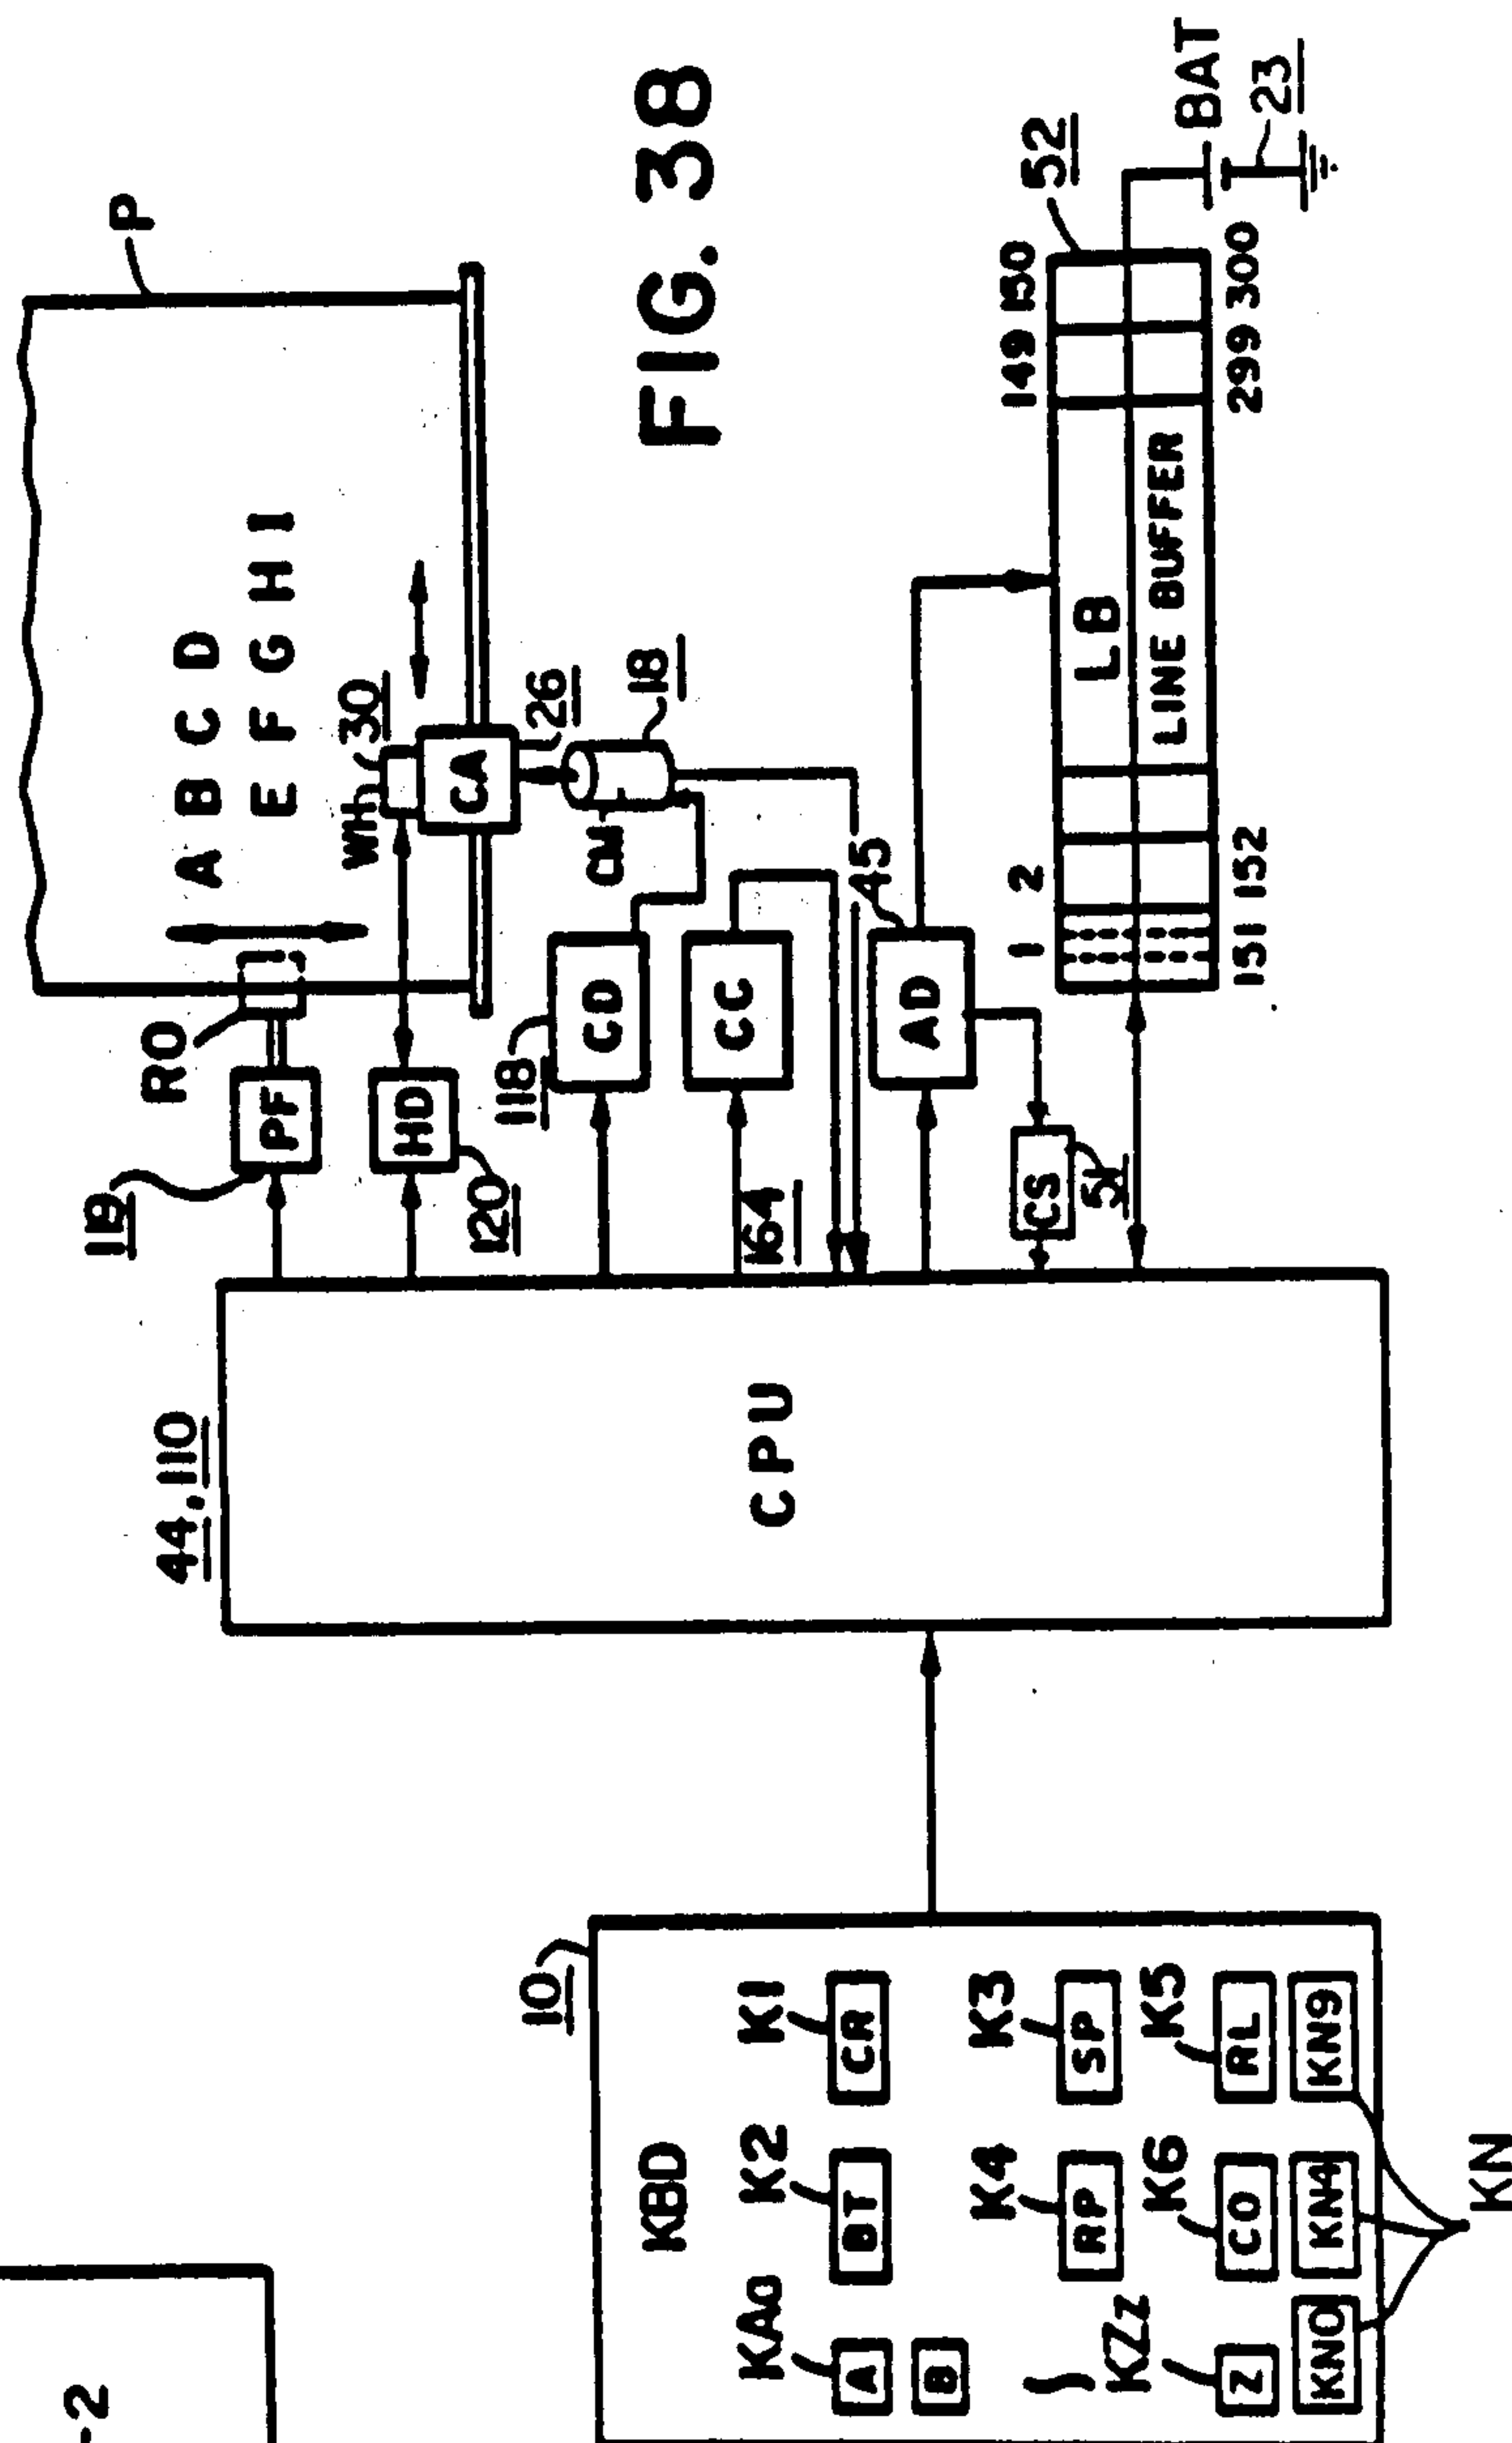 FIG. 38
P
A B C D
E F G H I
RO
PF
119
HD
120
Wh
30
CA
26
18
CW
CD
118
CC
164
AD
45
CS
52
BAT
23
1 2
149 150
LB
LINE BUFFER
151 152
299 300
44,110
CPU
10
KBD
KAa
A
B
K2
BT
K1
CR
K4
RP
K3
SP
KZz
Z
K6
CO
K5
RL
KN0
KN4
KN9
KN
-2